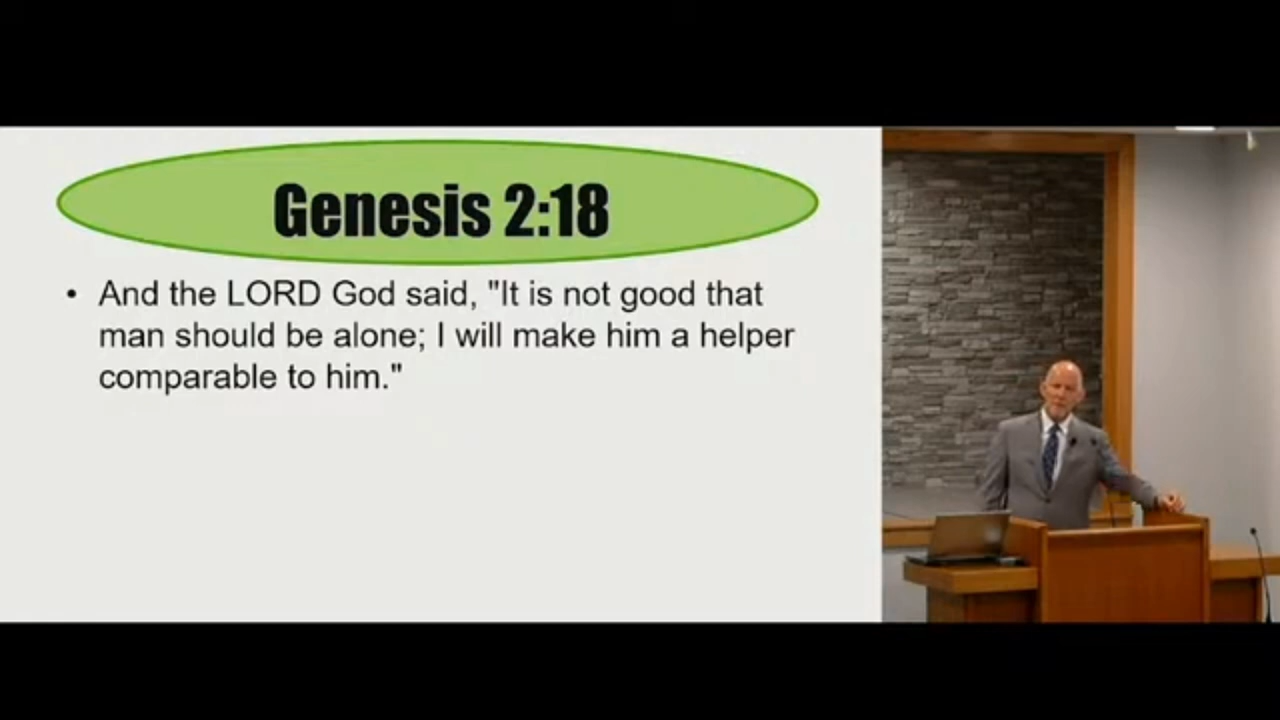 Genesis 2:18
• And the LORD God said, "It is not good that
man should be alone; I will make him a helper
comparable to him."